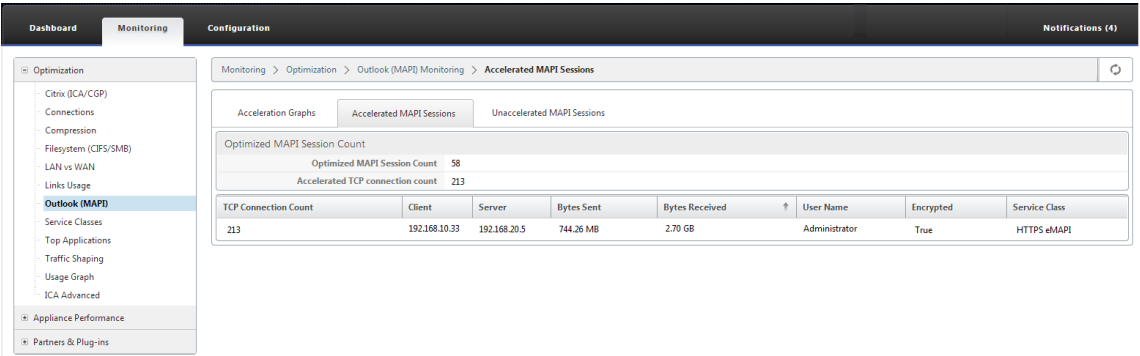 Dashboard Monitoring Configuration Notifications (4)
Optimization
Citrix (ICA/CGP)
Connections
Compression
Filesystem (CIFS/SMB)
LAN vs WAN
Links Usage
Outlook (MAPI)
Service Classes
Top Applications
Traffic Shaping
Usage Graph
ICA Advanced
Appliance Performance
Partners & Plug-ins
Monitoring > Optimization > Outlook (MAPI) Monitoring > Accelerated MAPI Sessions
Acceleration Graphs Accelerated MAPI Sessions Unaccelerated MAPI Sessions
Optimized MAPI Session Count
Optimized MAPI Session Count 58
Accelerated TCP connection count 213
TCP Connection Count Client Server Bytes Sent Bytes Received User Name Encrypted Service Class
213 192.168.10.33 192.168.20.5 744.26 MB 2.70 GB Administrator True HTTPS eMAPI